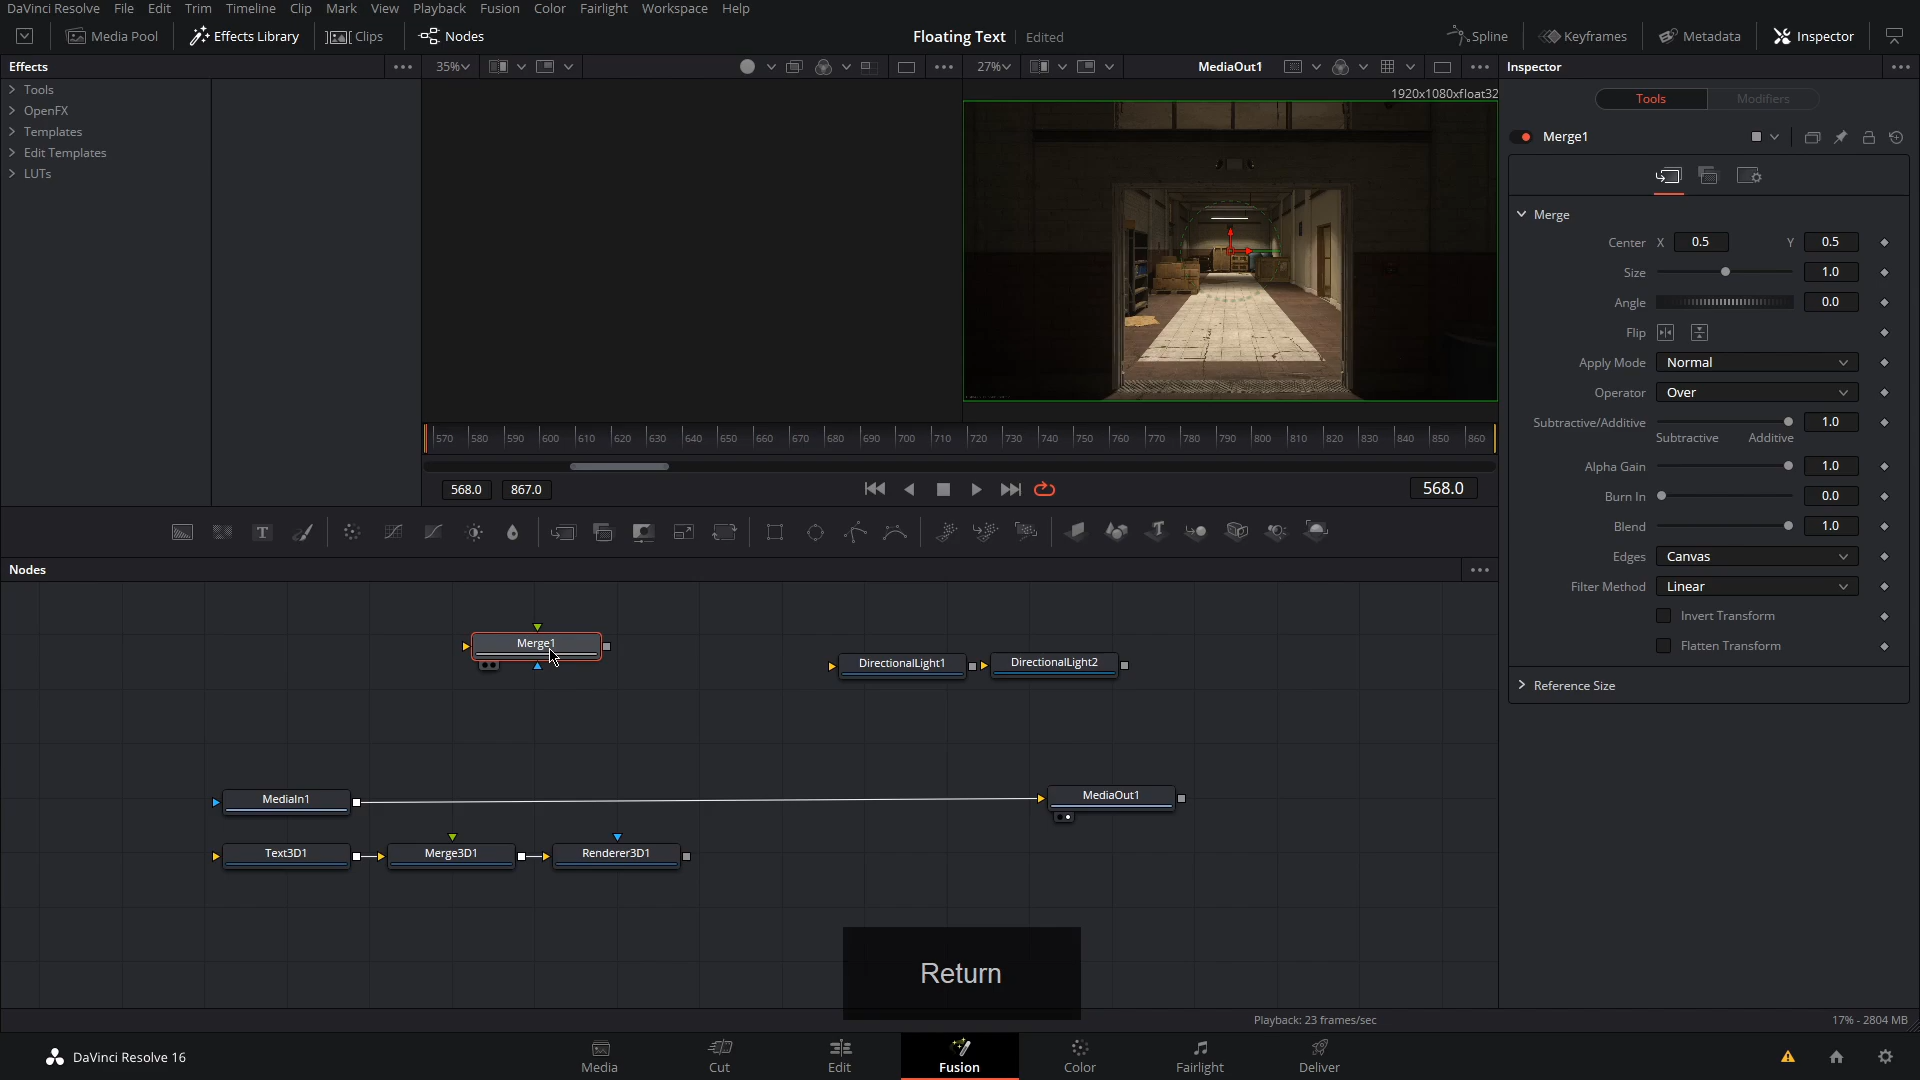 DaVinci Resolve File Edit Trim Timeline Clip Mark View Playback Fusion Color Fairlight Workspace Help
Media Pool Effects Library Clips Nodes Floating Text Edited Spline Keyframes Metadata Inspector
Effects 35% 27% MediaOut1 Inspector
Tools
OpenFX
Templates
Edit Templates
LUTs
1920x1080xfloat32
Tools Modifiers
Merge1
Merge
Center X 0.5 Y 0.5
Size 1.0
Angle 0.0
Flip
Apply Mode Normal
Operator Over
Subtractive/Additive 1.0
Subtractive Additive
Alpha Gain 1.0
Burn In 0.0
Blend 1.0
Edges Canvas
Filter Method Linear
Invert Transform
Flatten Transform
Reference Size
570 580 590 600 610 620 630 640 650 660 670 680 690 700 710 720 730 740 750 760 770 780 790 800 810 820 830 840 850 860
568.0 867.0 568.0
Nodes
Merge1
DirectionalLight1 DirectionalLight2
MediaIn1 MediaOut1
Text3D1 Merge3D1 Renderer3D1
Return
Playback: 23 frames/sec 17% - 2804 MB
DaVinci Resolve 16 Media Cut Edit Fusion Color Fairlight Deliver